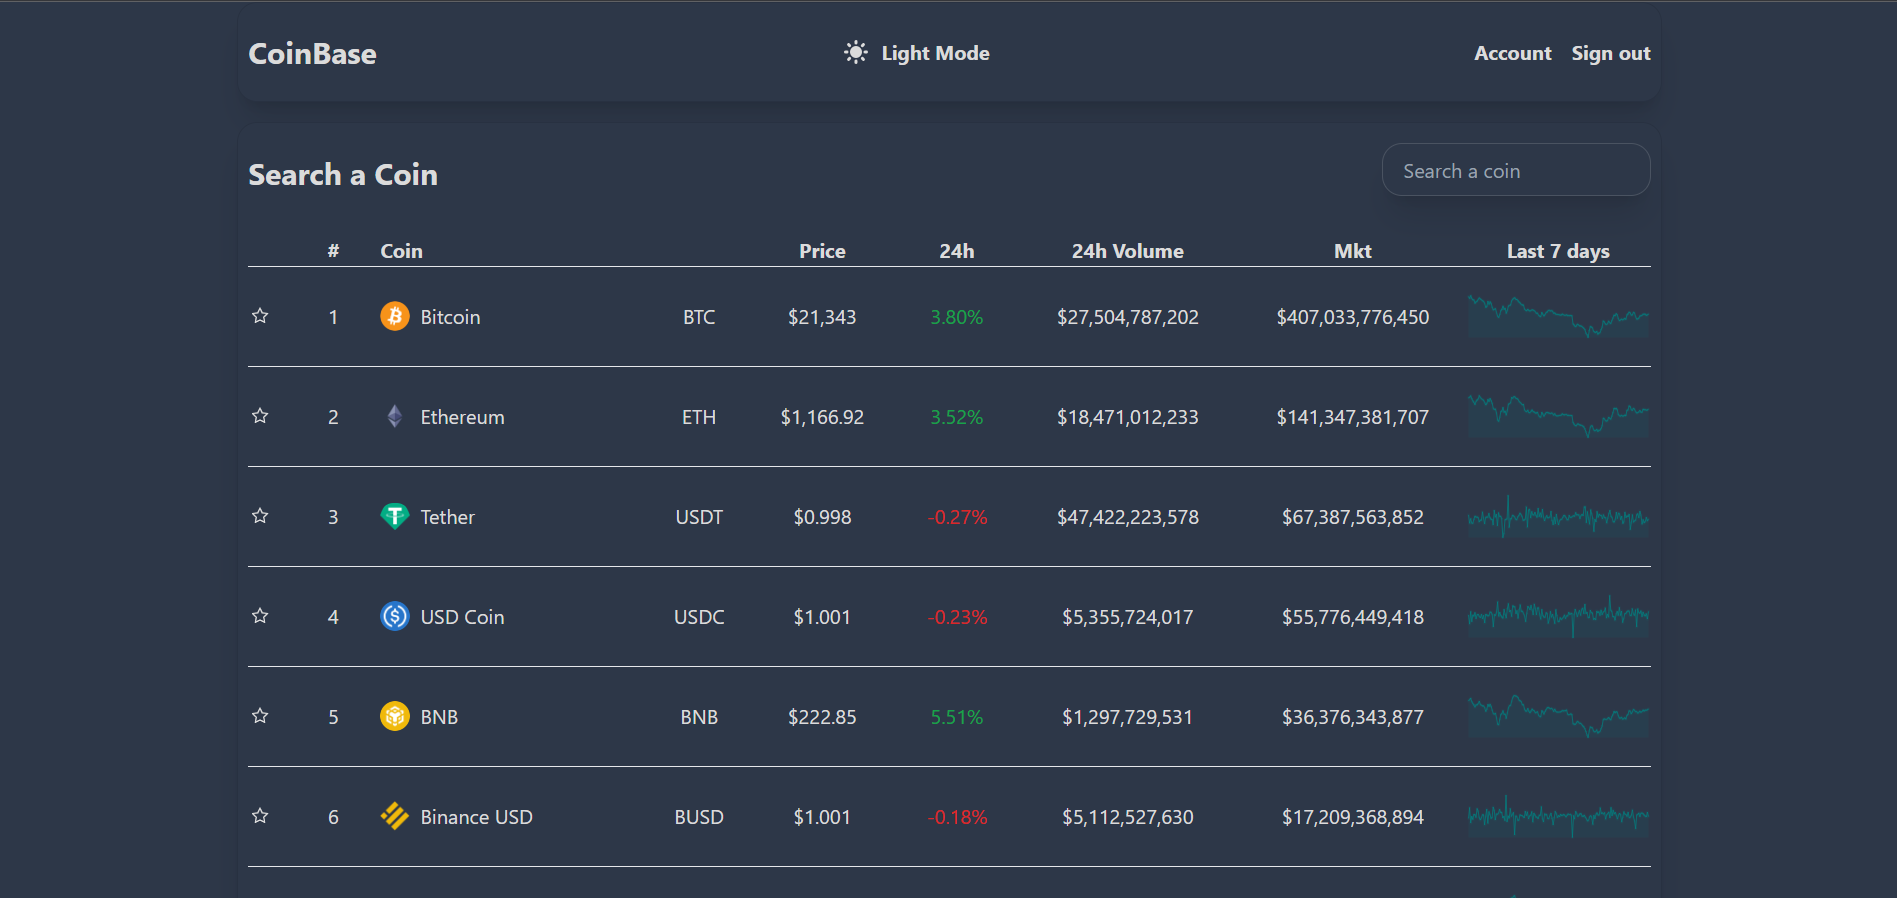 CoinBase Light Mode Account Sign out
Search a Coin Search a coin
# Coin Price 24h 24h Volume Mkt Last 7 days
1 Bitcoin BTC $21,343 3.80% $27,504,787,202 $407,033,776,450
2 Ethereum ETH $1,166.92 3.52% $18,471,012,233 $141,347,381,707
3 Tether USDT $0.998 -0.27% $47,422,223,578 $67,387,563,852
4 USD Coin USDC $1.001 -0.23% $5,355,724,017 $55,776,449,418
5 BNB BNB $222.85 5.51% $1,297,729,531 $36,376,343,877
6 Binance USD BUSD $1.001 -0.18% $5,112,527,630 $17,209,368,894